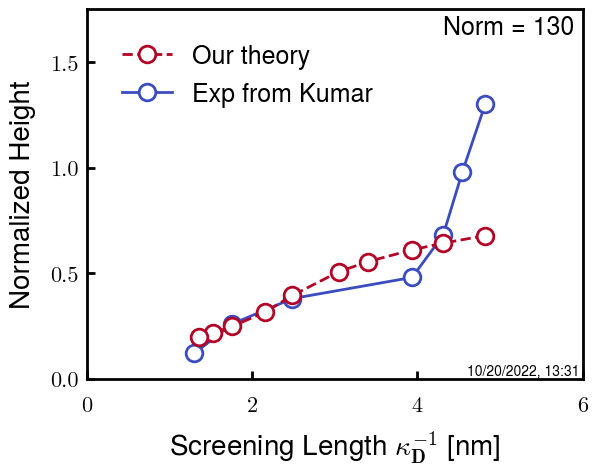 Norm = 130
Our theory
Exp from Kumar
Normalized Height
1.5
1.0
0.5
0.0
10/20/2022, 13:31
0 2 4 6
Screening Length κ_D^{-1} [nm]